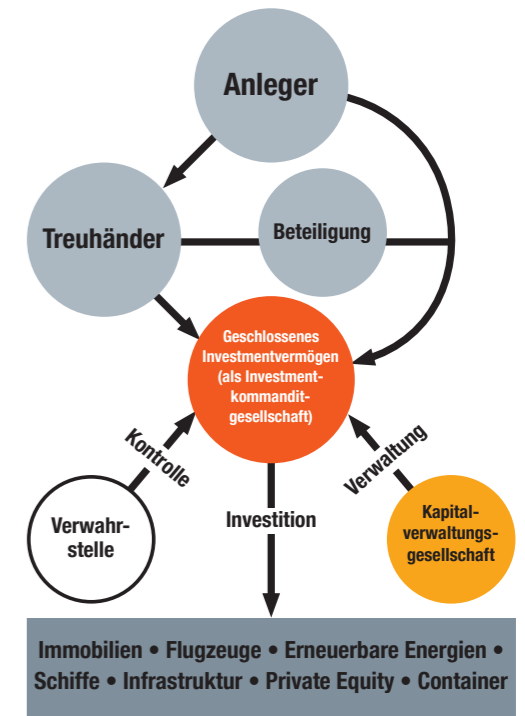 Anleger
Treuhänder
Beteiligung
Geschlossenes
Investmentvermögen
(als Investment-
kommandit-
gesellschaft)
Kontrolle
Verwaltung
Verwahr-
stelle
Investition
Kapital-
verwaltungs-
gesellschaft
Immobilien • Flugzeuge • Erneuerbare Energien •
Schiffe • Infrastruktur • Private Equity • Container